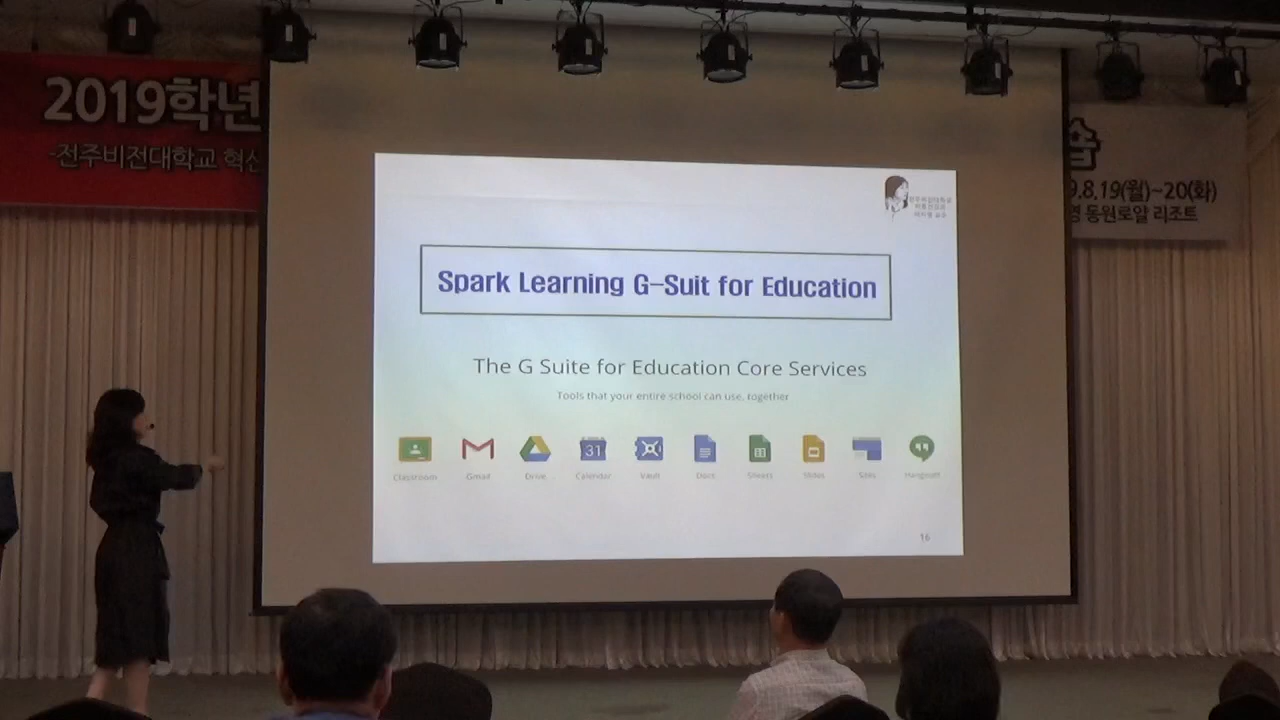 2019학년
-전주비전대학교 혁신
습
9.8.19(월)~20(화)
영 동원로얄 리조트
Spark Learning G-Suit for Education
The G Suite for Education Core Services
Tools that your entire school can use, together
31
Classroom Gmail Drive Calendar Vault Docs Sheets Slides Sites Hangouts
16